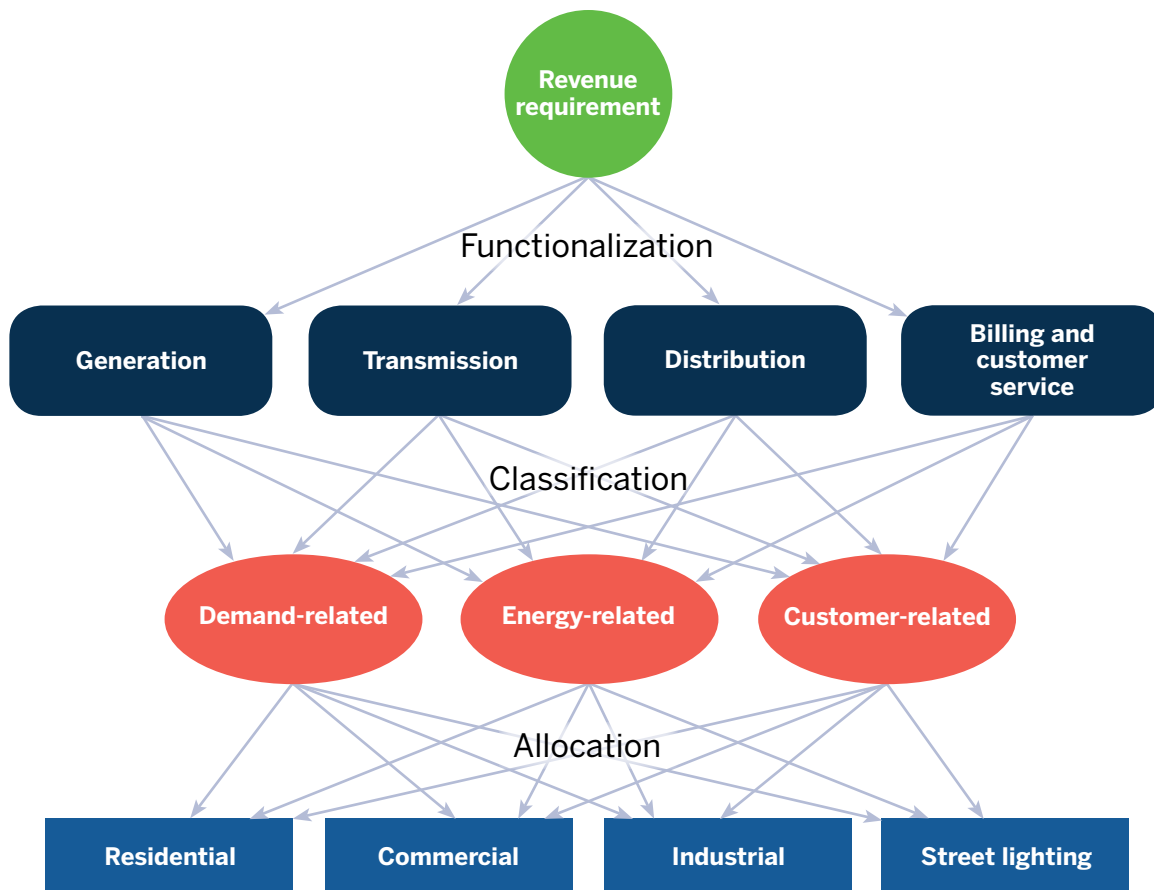 Revenue
requirement
Functionalization
Generation
Transmission
Distribution
Billing and
customer
service
Classification
Demand-related
Energy-related
Customer-related
Allocation
Residential
Commercial
Industrial
Street lighting